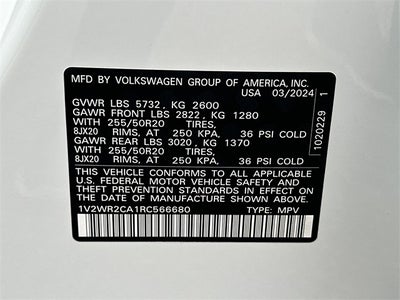 MFD BY VOLKSWAGEN GROUP OF AMERICA, INC.
USA 03/2024
GVWR LBS 5732, KG 2600
GAWR FRONT LBS 2822, KG 1280
WITH 255/50R20 TIRES,
8JX20 RIMS, AT 250 KPA, 36 PSI COLD
GAWR REAR LBS 3020, KG 1370
WITH 255/50R20 TIRES,
8JX20 RIMS, AT 250 KPA, 36 PSI COLD
THIS VEHICLE CONFORMS TO ALL APPLICABLE
FEDERAL MOTOR VEHICLE SAFETY AND
THEFT PREVENTION STANDARDS IN EFFECT ON
THE DATE OF MANUFACTURE SHOWN ABOVE.
1V2WR2CA1RC566680 TYPE: MPV
1020229 1